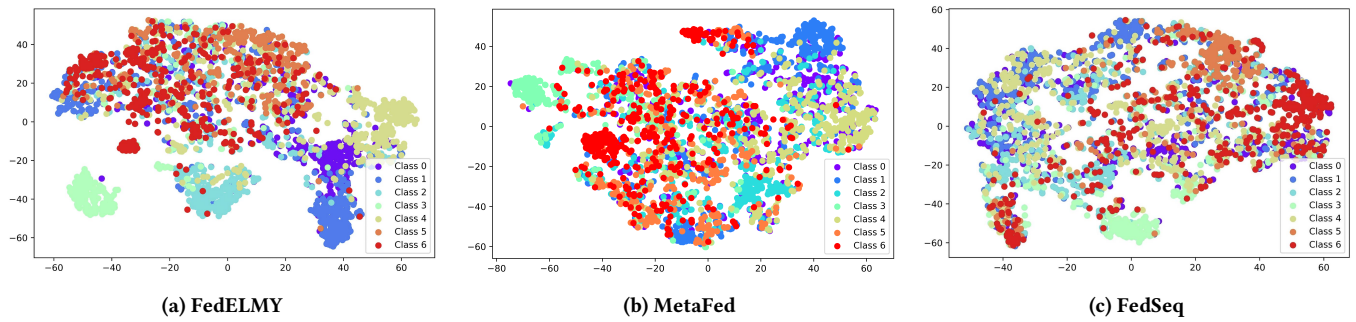 60
40
20
0
−20
−40
−60
−60
−40
−20
0
20
40
60
Class 0
Class 1
Class 2
Class 3
Class 4
Class 5
Class 6
(a) FedELMY
40
20
0
−20
−40
−60
−80
−60
−40
−20
0
20
40
60
Class 0
Class 1
Class 2
Class 3
Class 4
Class 5
Class 6
(b) MetaFed
60
40
20
0
−20
−40
−60
−40
−20
0
20
40
60
Class 0
Class 1
Class 2
Class 3
Class 4
Class 5
Class 6
(c) FedSeq